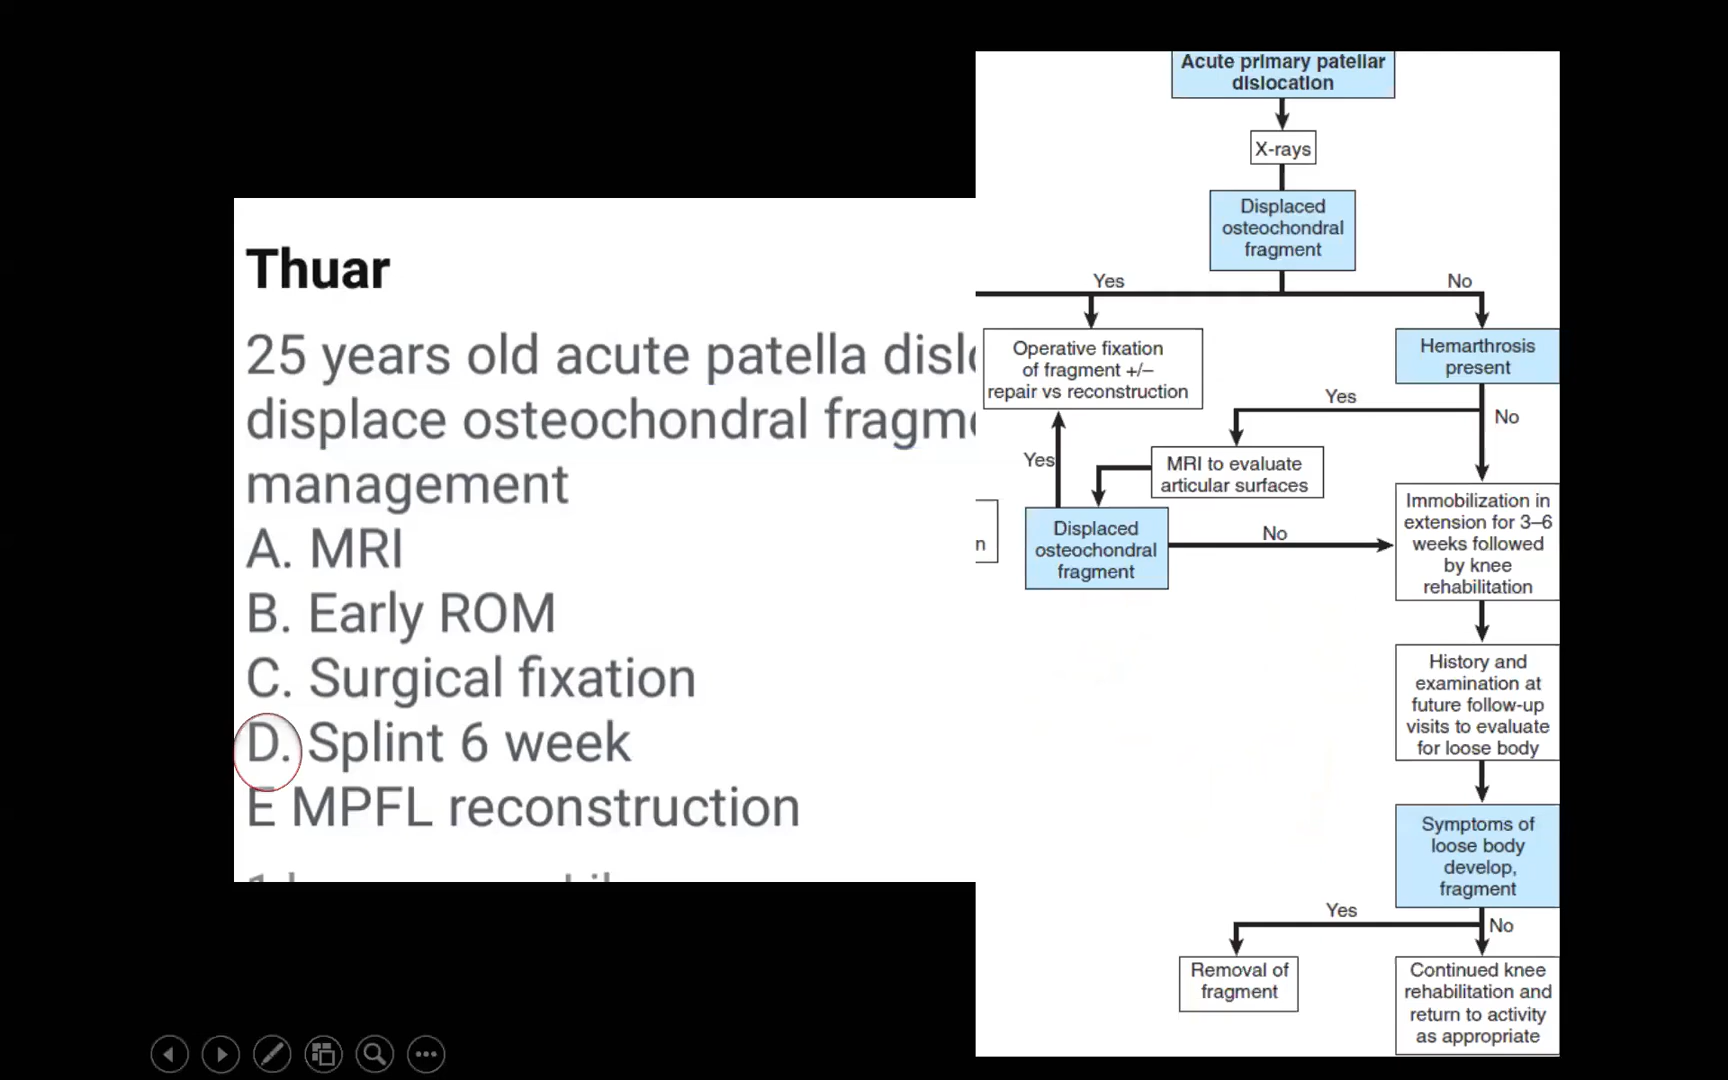 Thuar
25 years old acute patella
displace osteochondral
management
A. MRI
B. Early ROM
C. Surgical fixation
D. Splint 6 week
E MPFL reconstruction
Acute primary patellar
dislocation
X-rays
Displaced
osteochondral
fragment
Yes
No
Operative fixation
of fragment +/–
repair vs reconstruction
Hemarthrosis
present
Yes
No
Yes
MRI to evaluate
articular surfaces
n
Displaced
osteochondral
fragment
No
Immobilization in
extension for 3–6
weeks followed
by knee
rehabilitation
History and
examination at
future follow-up
visits to evaluate
for loose body
Symptoms of
loose body
develop,
fragment
Yes
No
Removal of
fragment
Continued knee
rehabilitation and
return to activity
as appropriate